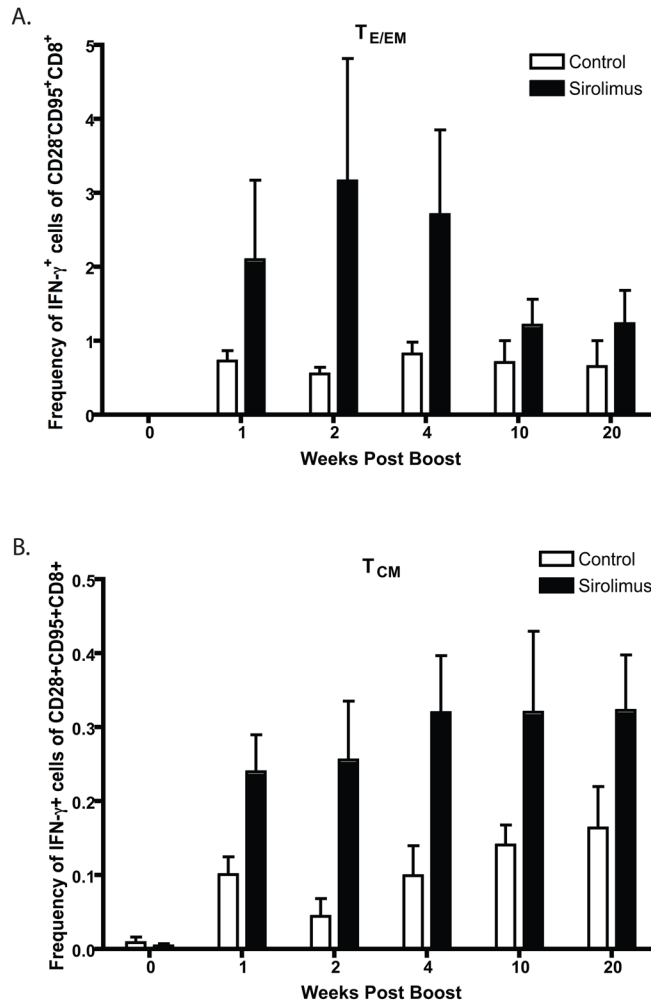 A.
T E/EM
Control
Sirolimus
Frequency of IFN-γ+ cells of CD28-CD95+CD8+
5
4
3
2
1
0
0 1 2 4 10 20
Weeks Post Boost
B.
T CM
Control
Sirolimus
Frequency of IFN-γ+ cells of CD28+CD95+CD8+
0.5
0.4
0.3
0.2
0.1
0.0
0 1 2 4 10 20
Weeks Post Boost